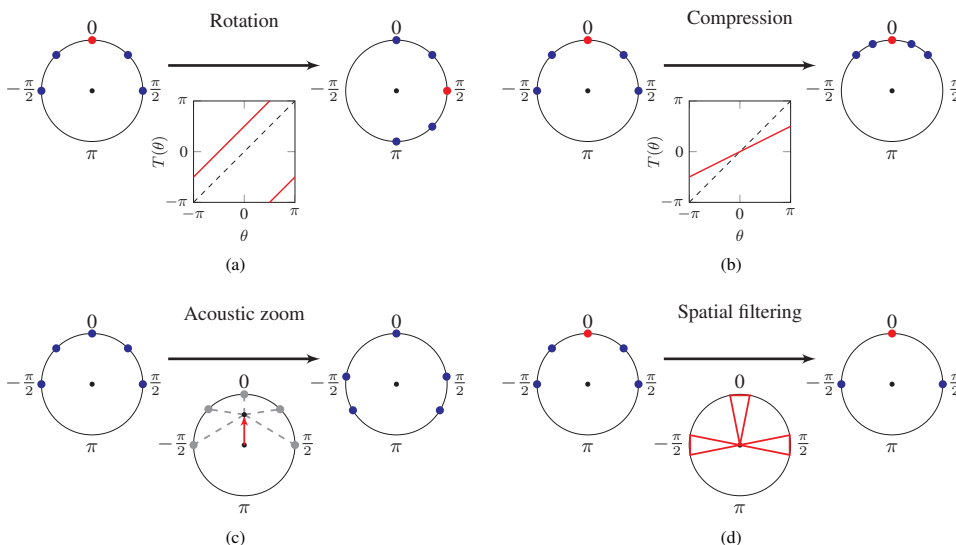 Rotation
0
0
−π/2
π/2
−π/2
π/2
π
π
π
0
−π
T(θ)
−π
0
π
θ
(a)
Compression
0
0
−π/2
π/2
−π/2
π/2
π
π
π
0
−π
T(θ)
−π
0
π
θ
(b)
Acoustic zoom
0
0
−π/2
π/2
−π/2
π/2
π
π
0
−π/2
π/2
π
(c)
Spatial filtering
0
0
−π/2
π/2
−π/2
π/2
π
π
0
−π/2
π/2
π
(d)